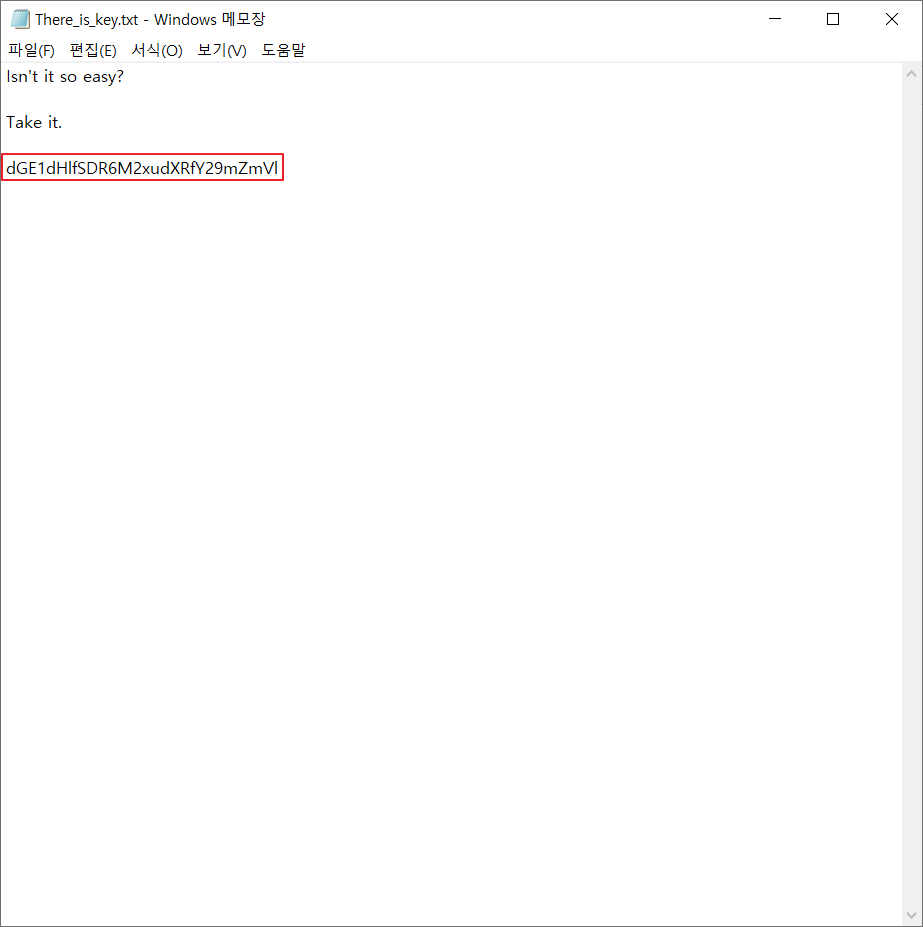 There_is_key.txt - Windows 메모장
파일(F) 편집(E) 서식(O) 보기(V) 도움말
Isn't it so easy?
Take it.
dGE1dHlfSDR6M2xudXRfY29mZmVl